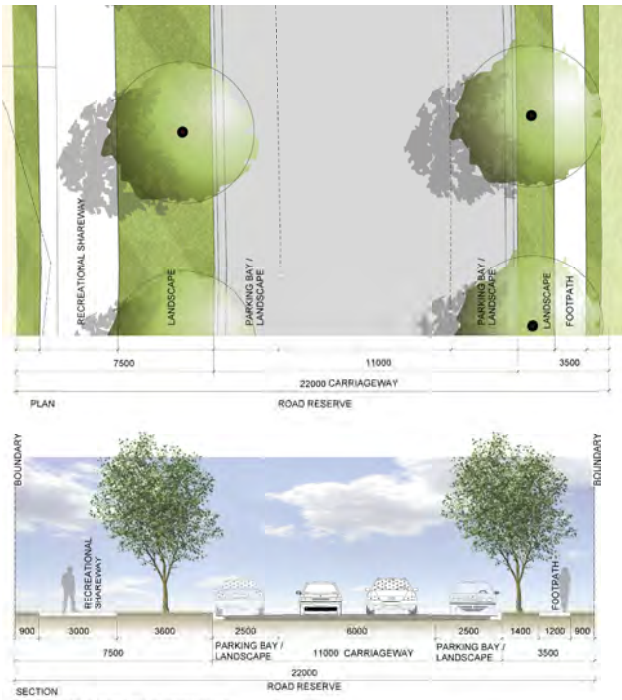 RECREATIONAL SHAREWAY
LANDSCAPE
PARKING BAY /
LANDSCAPE
PARKING BAY /
LANDSCAPE
LANDSCAPE
FOOTPATH
7500
11000
3500
22000 CARRIAGEWAY
PLAN
ROAD RESERVE
BOUNDARY
BOUNDARY
RECREATIONAL
SHAREWAY
FOOTPATH
900
3000
3600
2500
6000
2500
1400
1200
900
7500
PARKING BAY /
LANDSCAPE
11000 CARRIAGEWAY
PARKING BAY /
LANDSCAPE
3500
22000
SECTION
ROAD RESERVE